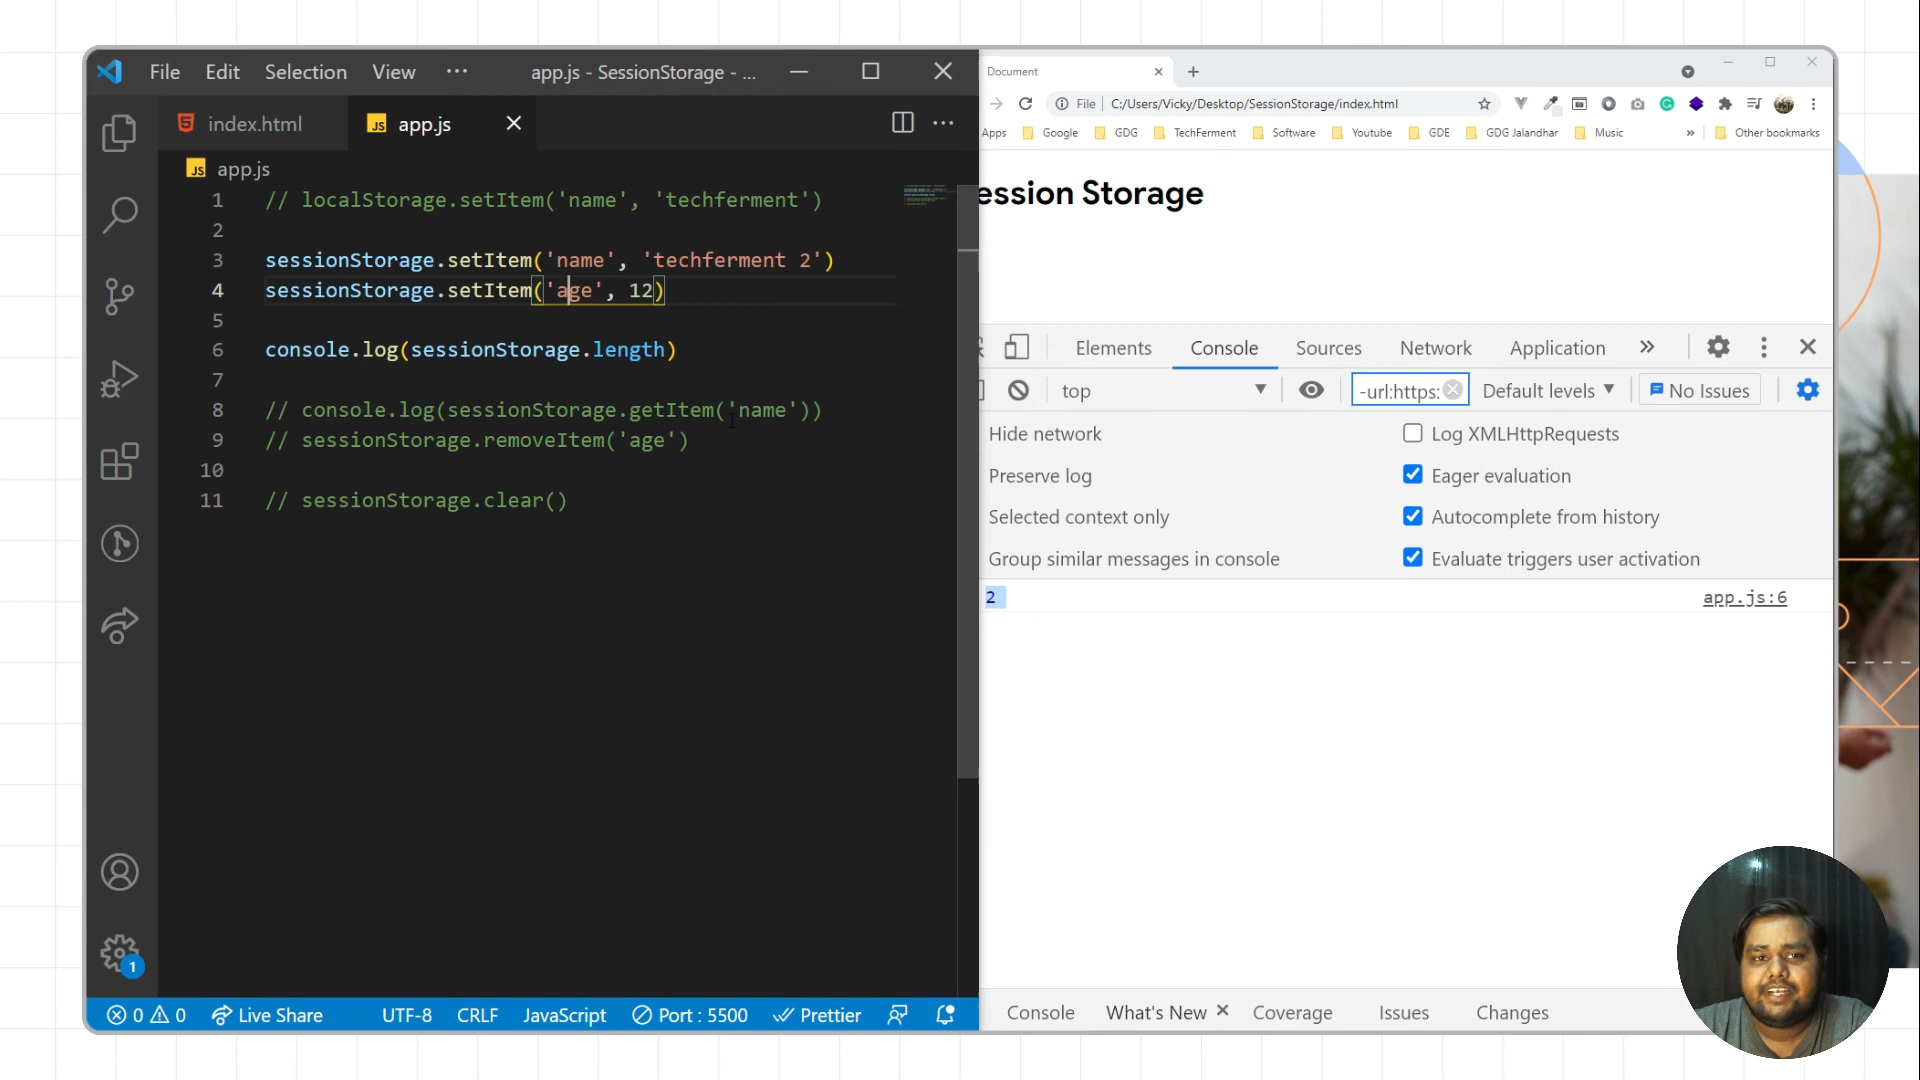 File Edit Selection View ··· app.js - SessionStorage - ...
index.html app.js
JS app.js
1 // localStorage.setItem('name', 'techferment')
2
3 sessionStorage.setItem('name', 'techferment 2')
4 sessionStorage.setItem('age', 12)
5
6 console.log(sessionStorage.length)
7
8 // console.log(sessionStorage.getItem('name'))
9 // sessionStorage.removeItem('age')
10
11 // sessionStorage.clear()
1
0 0 Live Share UTF-8 CRLF JavaScript Port : 5500 Prettier
Document
File C:/Users/Vicky/Desktop/SessionStorage/index.html
Apps Google GDG TechFerment Software Youtube GDE GDG Jalandhar Music » Other bookmarks
ession Storage
Elements Console Sources Network Application »
top -url:https: Default levels No Issues
Hide network Log XMLHttpRequests
Preserve log Eager evaluation
Selected context only Autocomplete from history
Group similar messages in console Evaluate triggers user activation
2 app.js:6
Console What's New Coverage Issues Changes